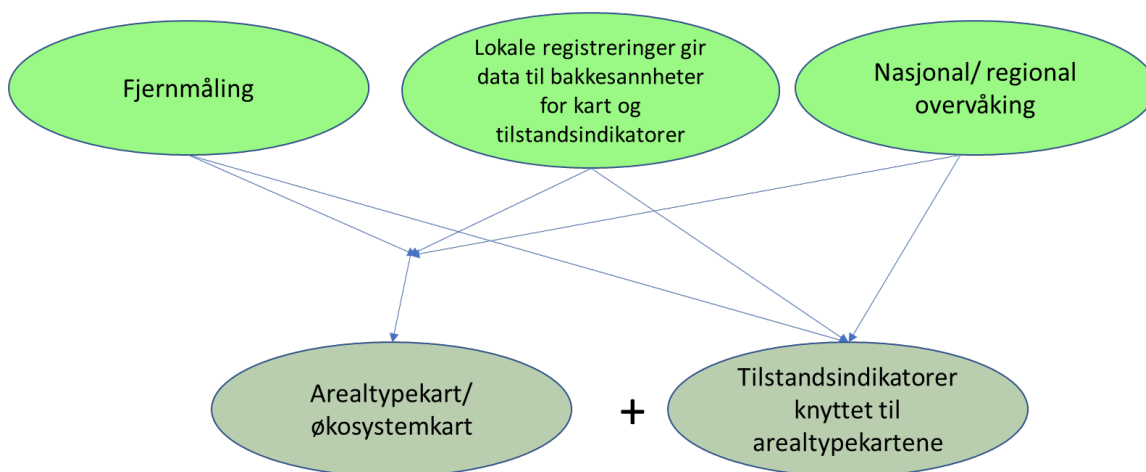 Fjernmåling
Lokale registreringer gir
data til bakkesannheter
for kart og
tilstandsindikatorer
Nasjonal/ regional
overvåking
Arealtypekart/
økosystemkart
+
Tilstandsindikatorer
knyttet til
arealtypekartene